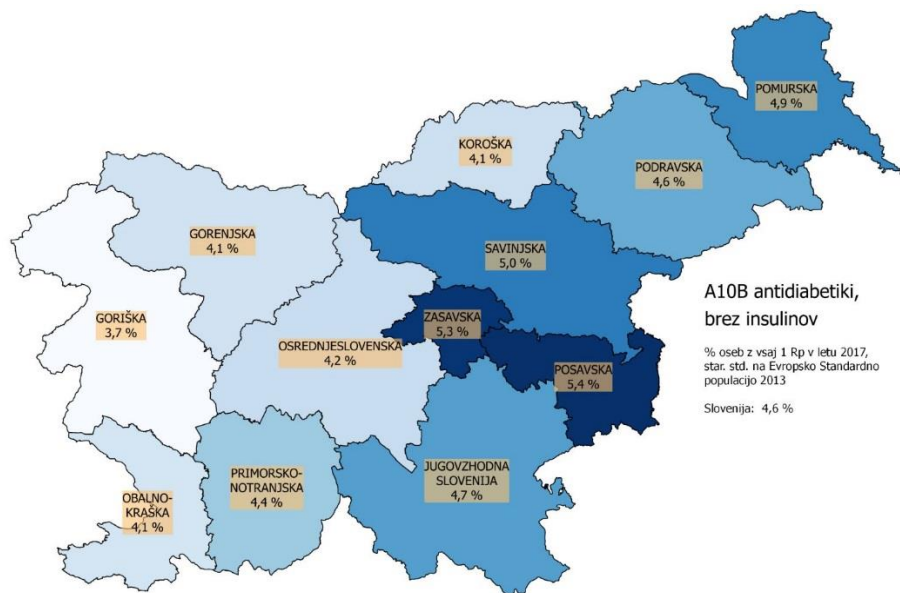 POMURSKA
4,9 %
KOROŠKA
4,1 %
PODRAVSKA
4,6 %
GORENJSKA
4,1 %
SAVINJSKA
5,0 %
GORIŠKA
3,7 %
ZASAVSKA
5,3 %
OSREDNJESLOVENSKA
4,2 %
POSAVSKA
5,4 %
PRIMORSKO-
NOTRANJSKA
4,4 %
JUGOVZHODNA
SLOVENIJA
4,7 %
OBALNO-
KRAŠKA
4,1 %
A10B antidiabetiki,
brez insulinov
% oseb z vsaj 1 Rp v letu 2017,
star. std. na Evropsko Standardno
populacijo 2013
Slovenija: 4,6 %